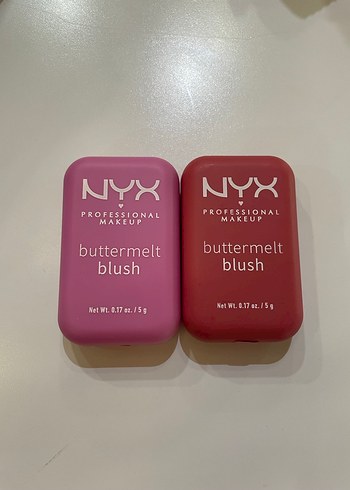 NYX
PROFESSIONAL
MAKEUP
buttermelt
blush
Net Wt. 0.17 oz. / 5 g
NYX
PROFESSIONAL
MAKEUP
buttermelt
blush
Net Wt. 0.17 oz. / 5 g